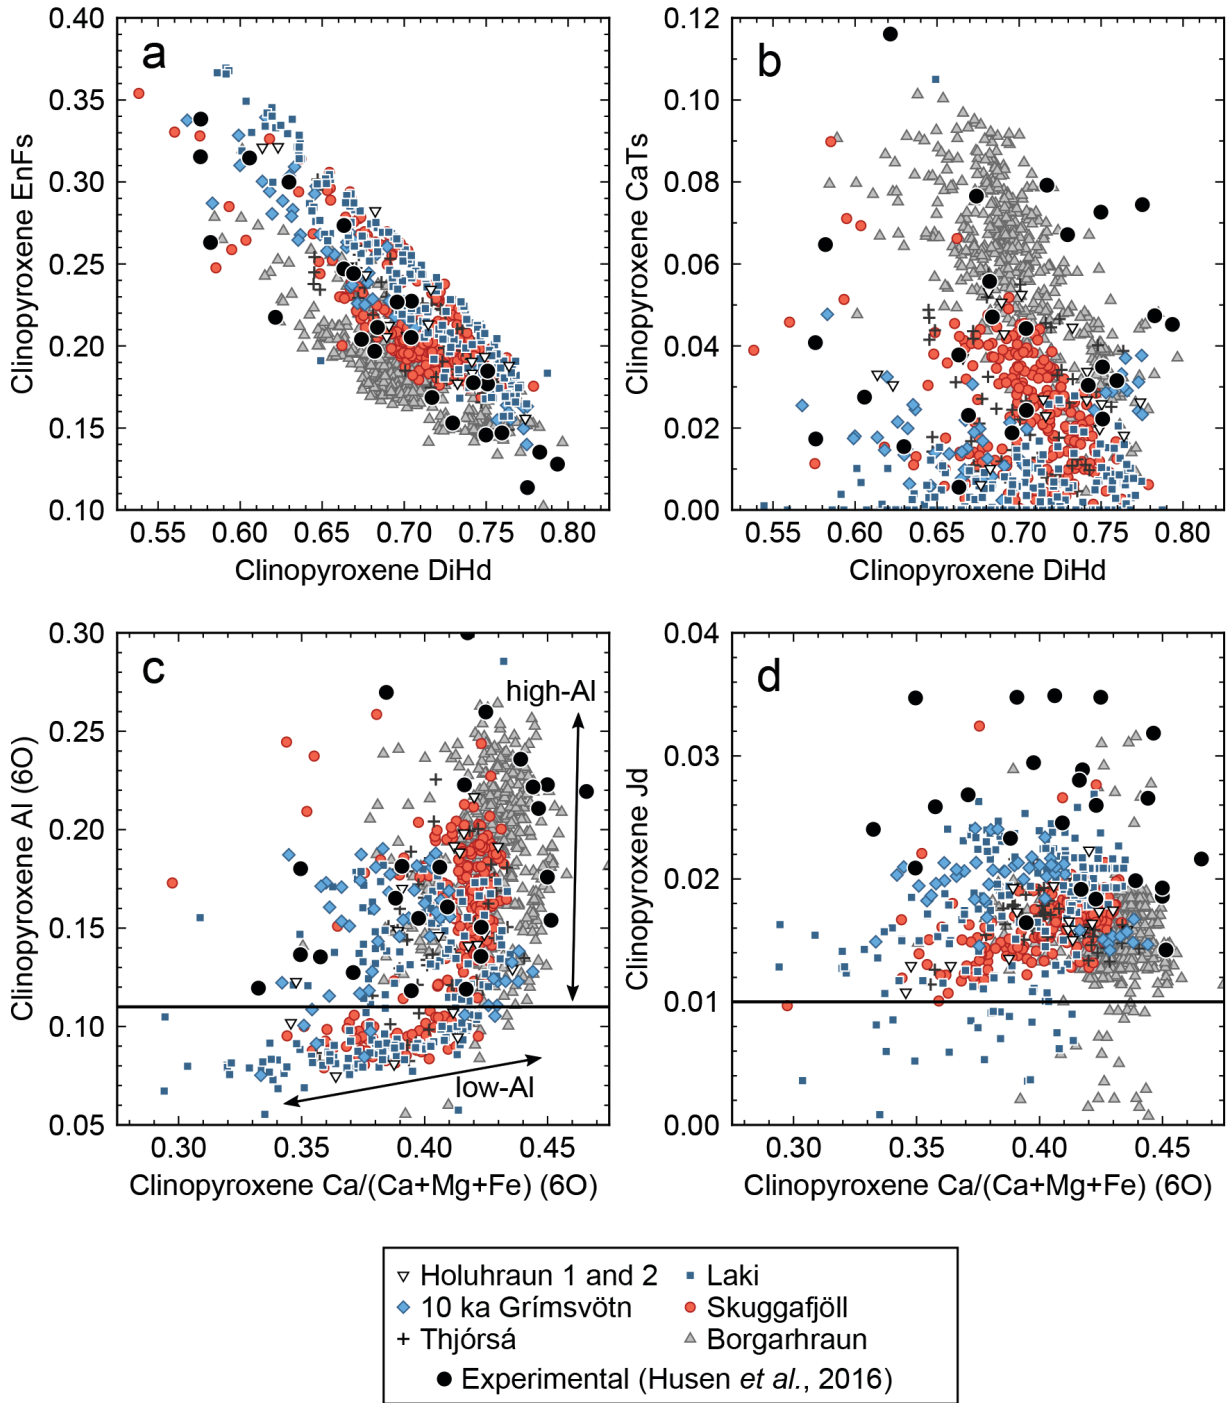 a
0.40
0.35
0.30
0.25
0.20
0.15
0.10
Clinopyroxene EnFs
0.55 0.60 0.65 0.70 0.75 0.80
Clinopyroxene DiHd
b
0.12
0.10
0.08
0.06
0.04
0.02
0.00
Clinopyroxene CaTs
0.55 0.60 0.65 0.70 0.75 0.80
Clinopyroxene DiHd
c
high-Al
low-Al
0.30
0.25
0.20
0.15
0.10
0.05
Clinopyroxene Al (6O)
0.30 0.35 0.40 0.45
Clinopyroxene Ca/(Ca+Mg+Fe) (6O)
d
0.04
0.03
0.02
0.01
0.00
Clinopyroxene Jd
0.30 0.35 0.40 0.45
Clinopyroxene Ca/(Ca+Mg+Fe) (6O)
Holuhraun 1 and 2 Laki
10 ka Grímsvötn Skuggafjöll
Thjórsá Borgarhraun
Experimental (Husen et al., 2016)